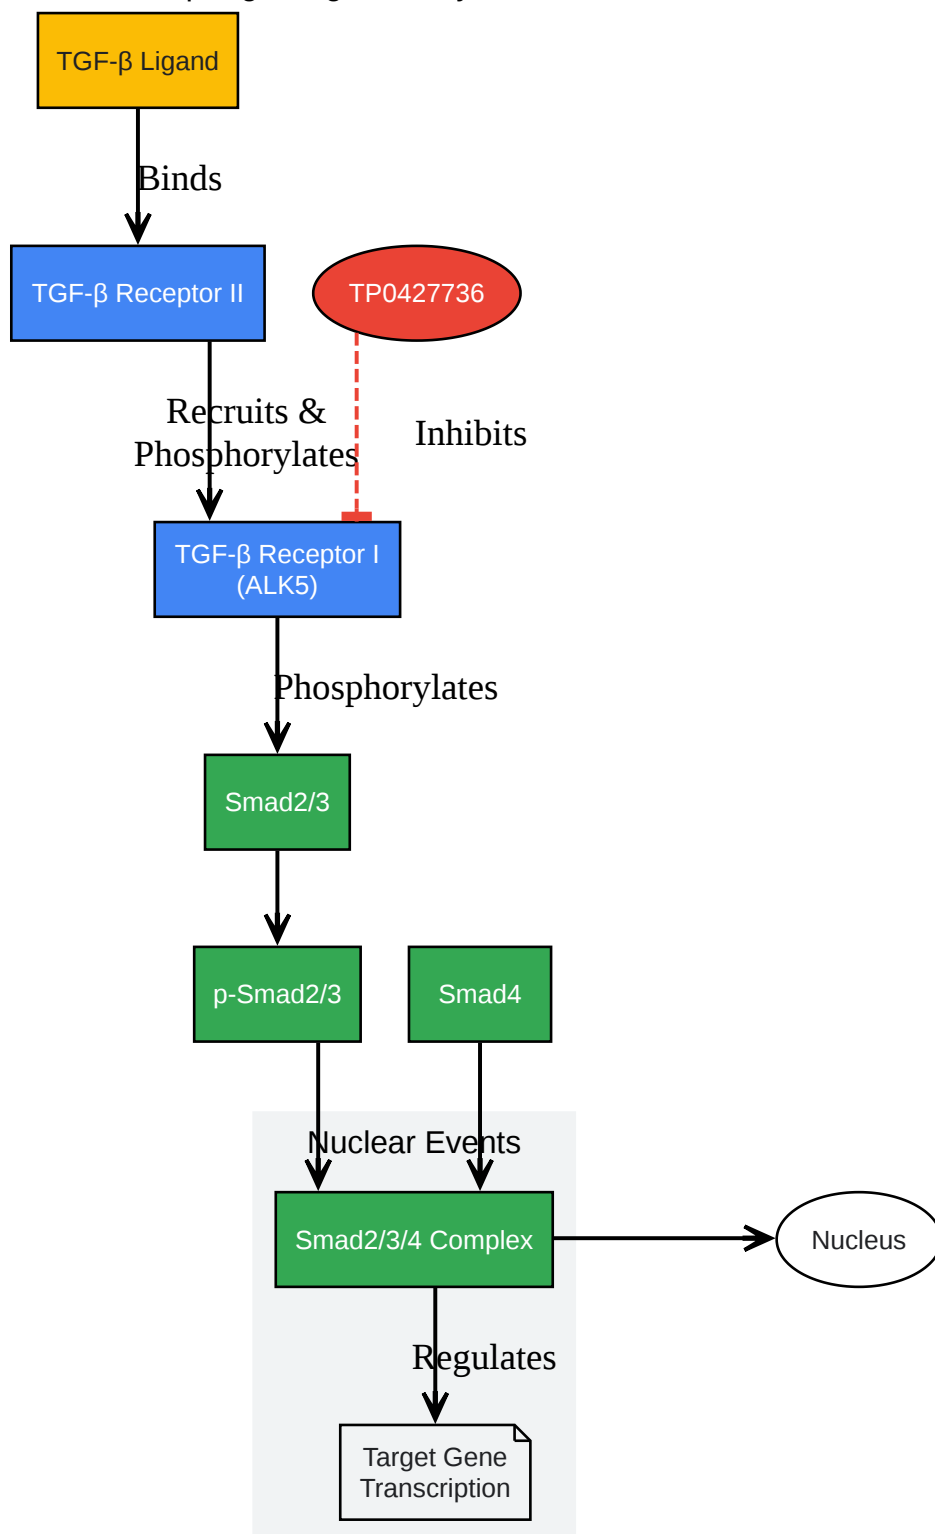 TGF-β Ligand
Binds
TGF-β Receptor II
TP0427736
Recruits &
Phosphorylates
Inhibits
TGF-β Receptor I
(ALK5)
Phosphorylates
Smad2/3
p-Smad2/3
Smad4
Nuclear Events
Smad2/3/4 Complex
Nucleus
Regulates
Target Gene
Transcription